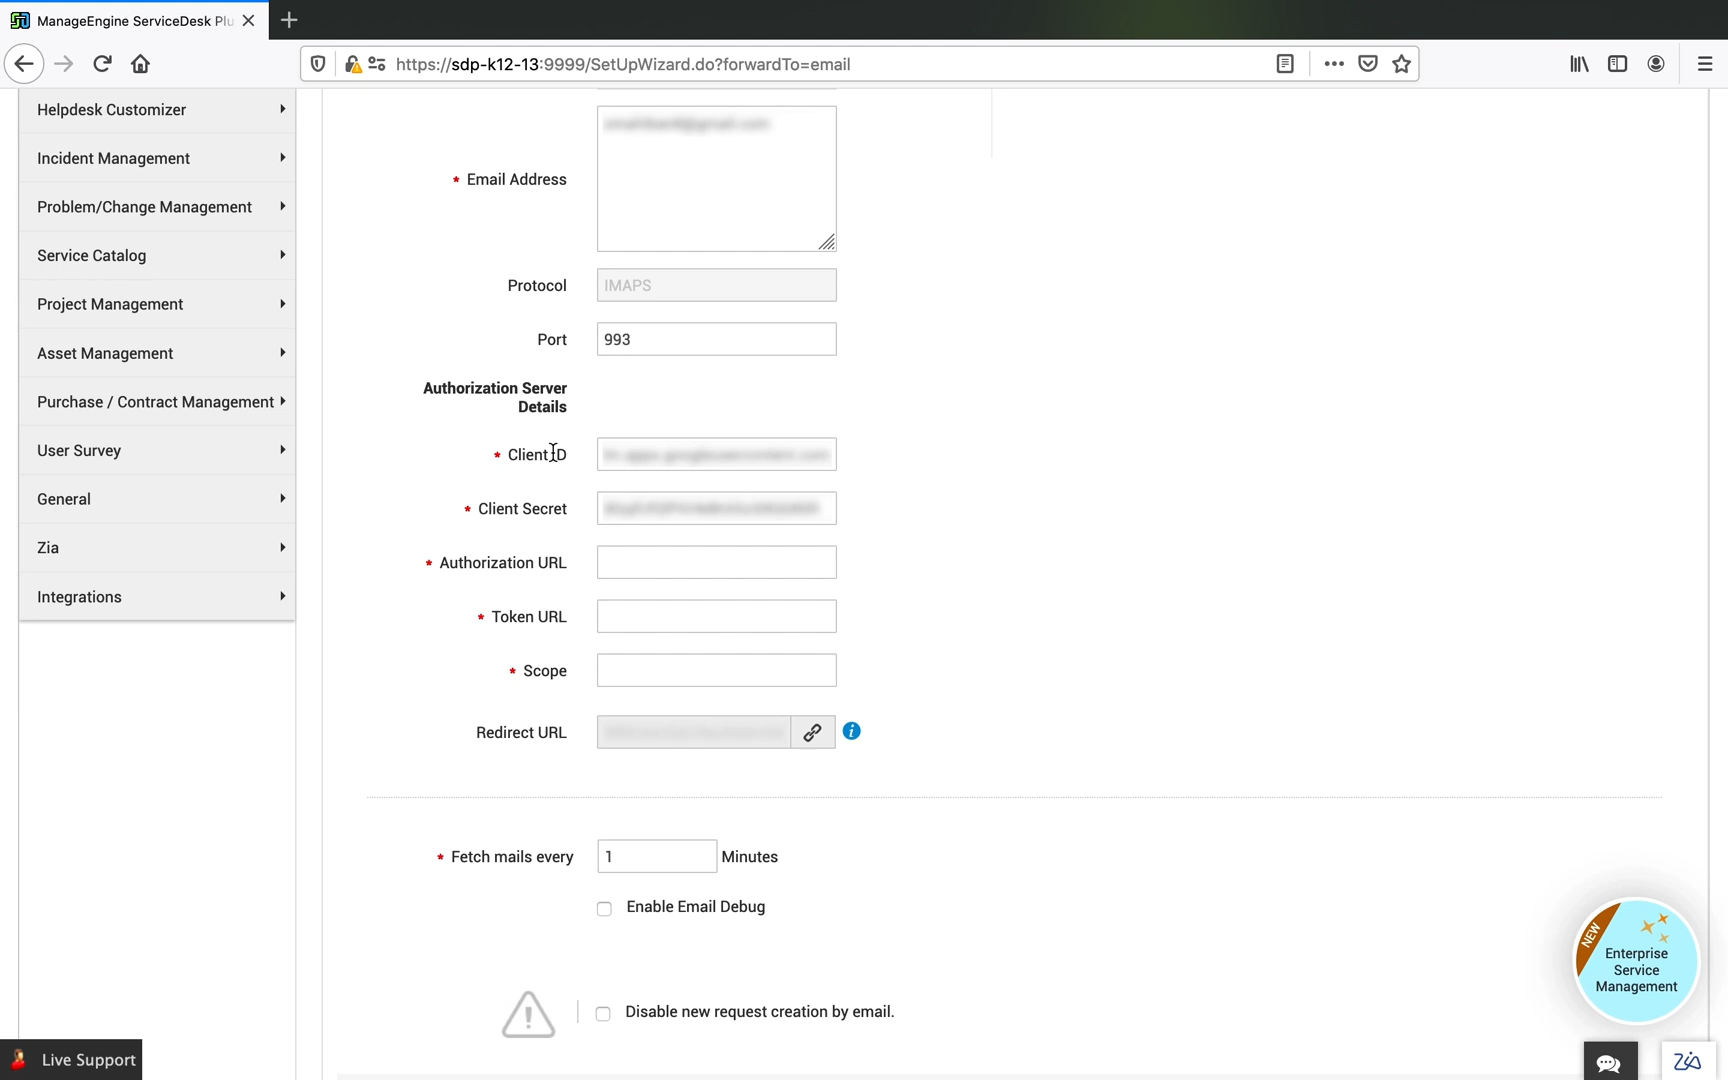 ManageEngine ServiceDesk Plu
https://sdp-k12-13:9999/SetUpWizard.do?forwardTo=email
Helpdesk Customizer
Incident Management
Problem/Change Management
Service Catalog
Project Management
Asset Management
Purchase / Contract Management
User Survey
General
Zia
Integrations
* Email Address
Protocol IMAPS
Port 993
Authorization Server
Details
* Client ID
* Client Secret
* Authorization URL
* Token URL
* Scope
Redirect URL
* Fetch mails every 1 Minutes
Enable Email Debug
Disable new request creation by email.
NEW
Enterprise
Service
Management
Live Support
Zia